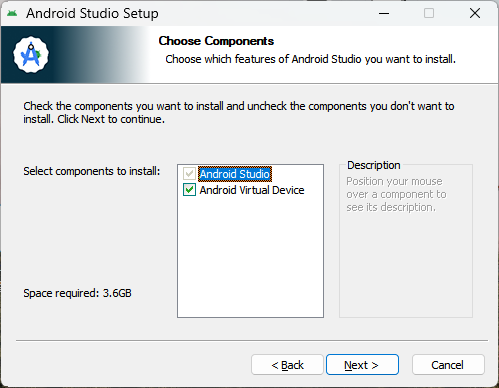 Android Studio Setup
Choose Components
Choose which features of Android Studio you want to install.
Check the components you want to install and uncheck the components you don't want to
install. Click Next to continue.
Select components to install:
Android Studio
Android Virtual Device
Description
Position your mouse
over a component to
see its description.
Space required: 3.6GB
< Back
Next >
Cancel